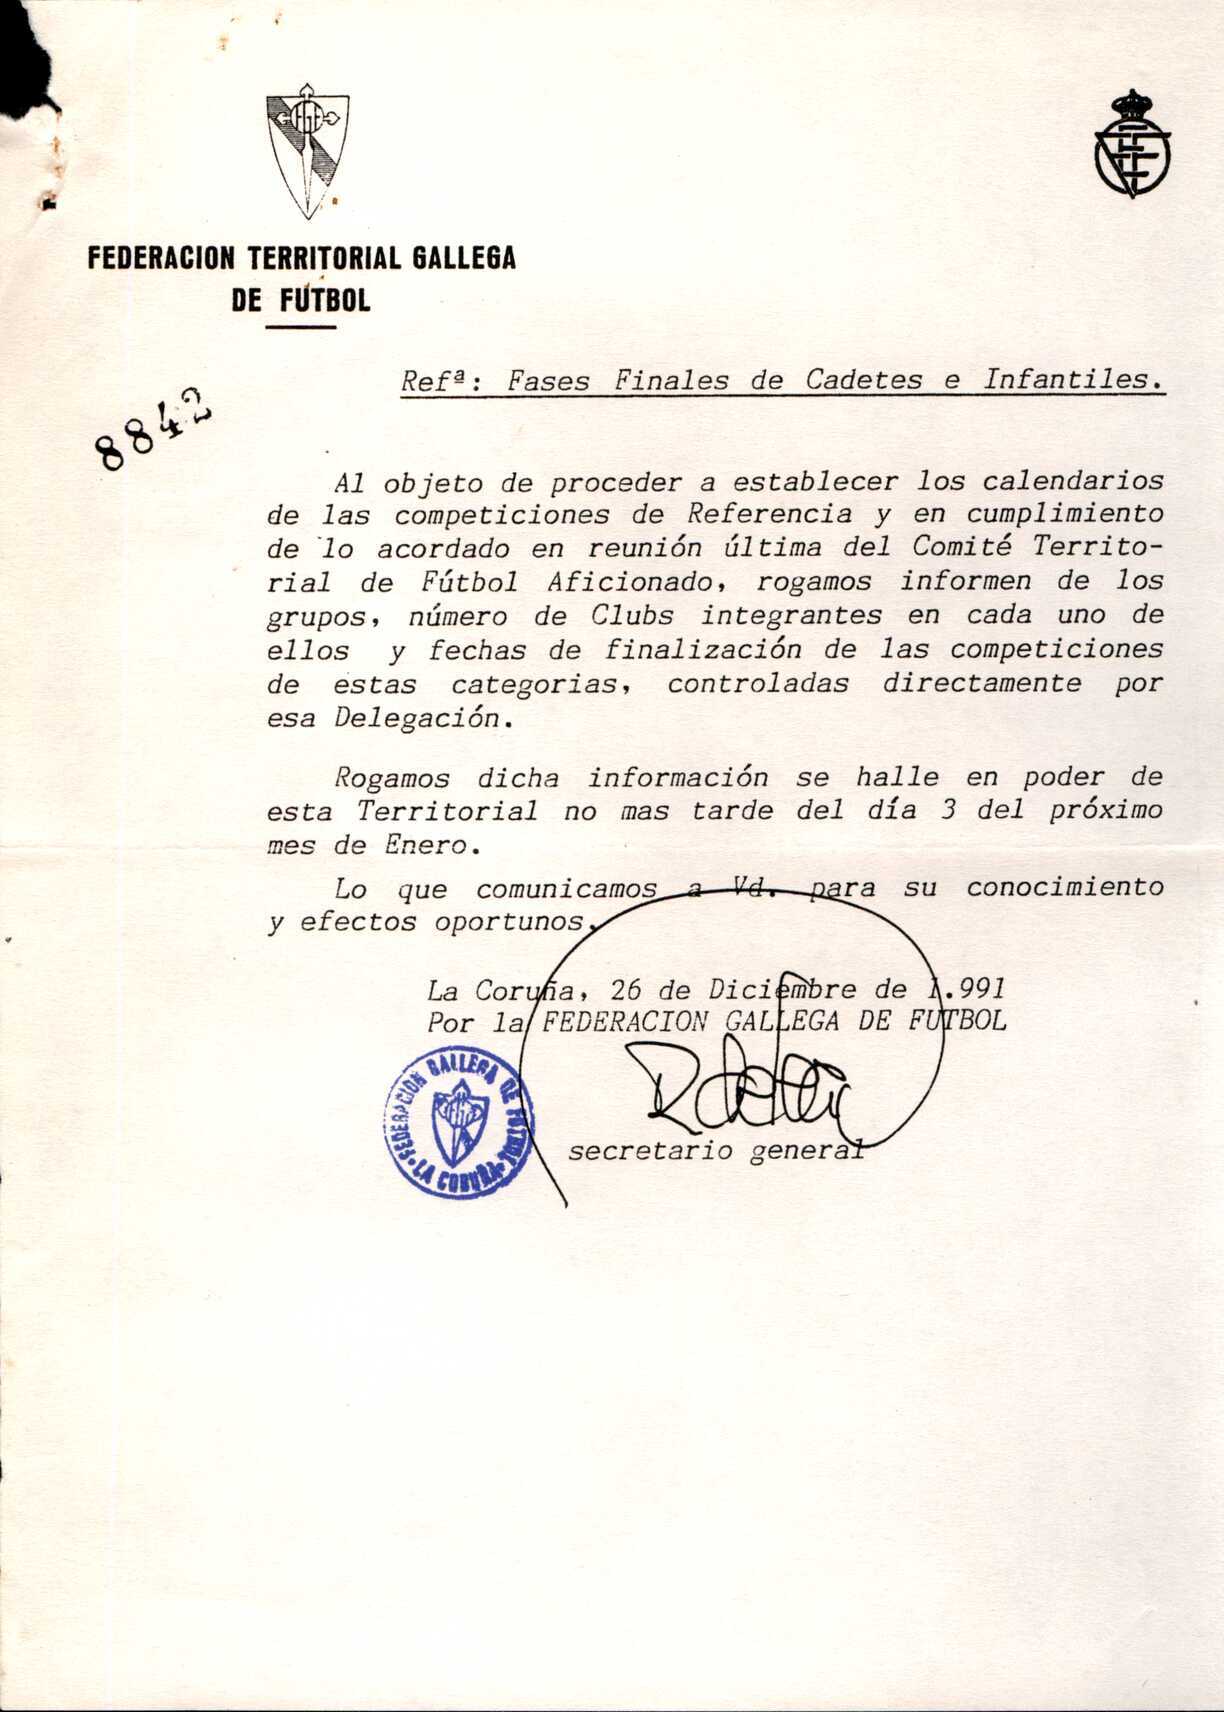 FGF
FEF
FEDERACION TERRITORIAL GALLEGA
DE FÚTBOL
8842
Refª: Fases Finales de Cadetes e Infantiles.
Al objeto de proceder a establecer los calendarios
de las competiciones de Referencia y en cumplimiento
de lo acordado en reunión última del Comité Territo-
rial de Fútbol Aficionado, rogamos informen de los
grupos, número de Clubs integrantes en cada uno de
ellos y fechas de finalización de las competiciones
de estas categorias, controladas directamente por
esa Delegación.
Rogamos dicha información se halle en poder de
esta Territorial no mas tarde del día 3 del próximo
mes de Enero.
Lo que comunicamos a Vd. para su conocimiento
y efectos oportunos.
La Coruña, 26 de Diciembre de 1.991
Por la FEDERACION GALLEGA DE FUTBOL
FEDERACION GALLEGA DE FUTBOL
LA CORUÑA
secretario general